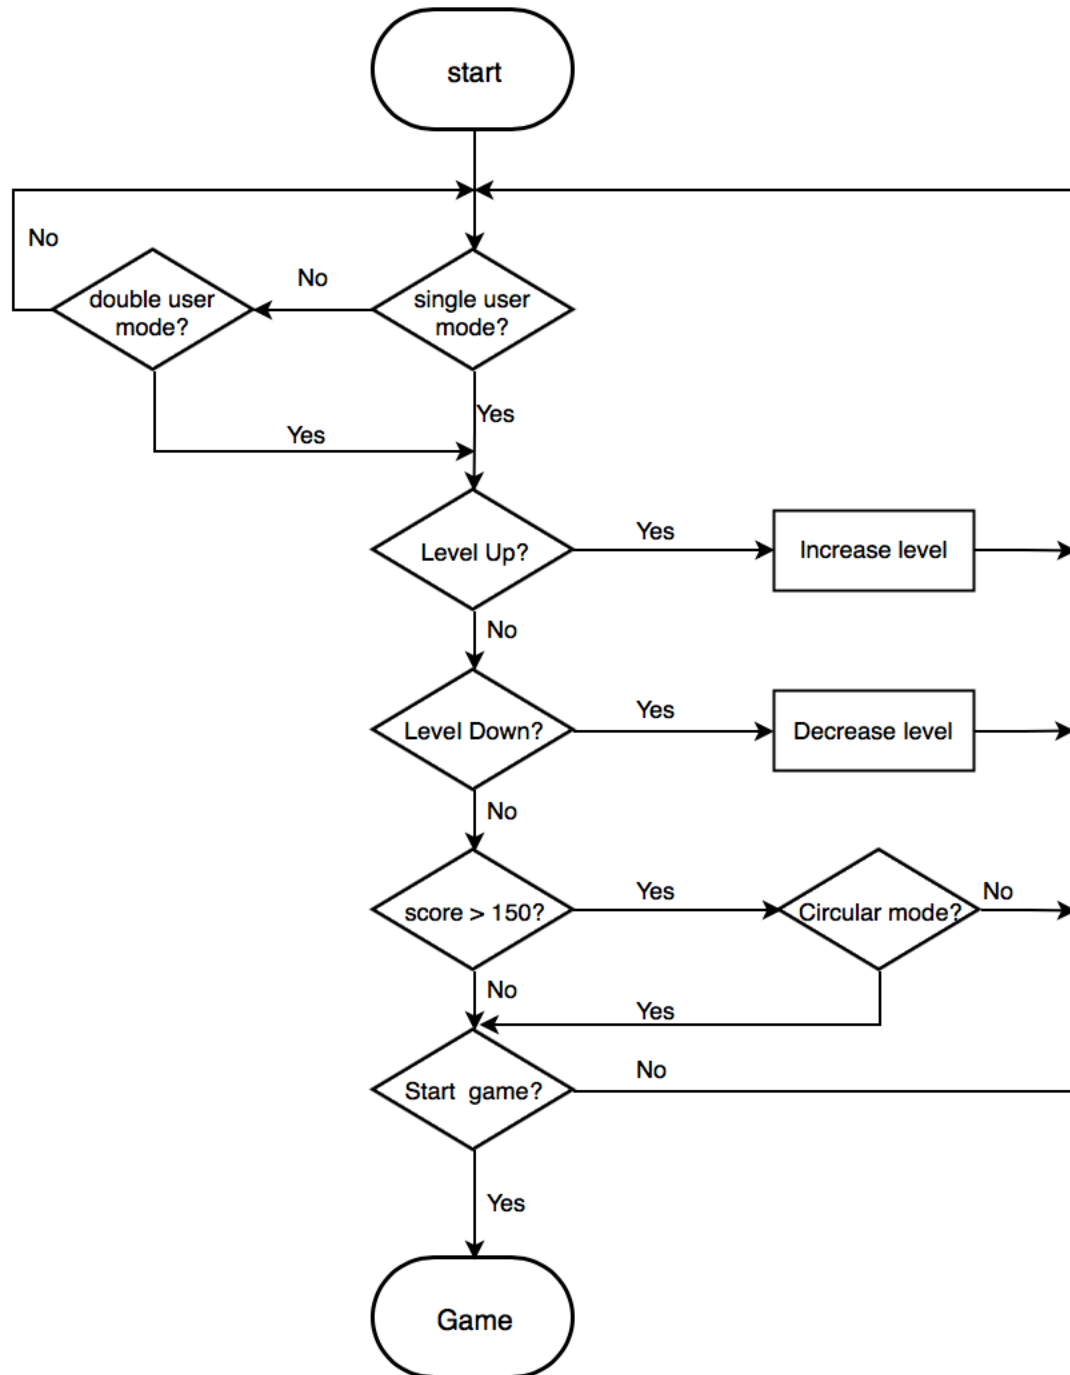 start
No
No
double user
mode?
single user
mode?
Yes
Yes
Level Up?
Yes
Increase level
No
Level Down?
Yes
Decrease level
No
score > 150?
Yes
Circular mode?
No
No
Yes
Start  game?
No
Yes
Game